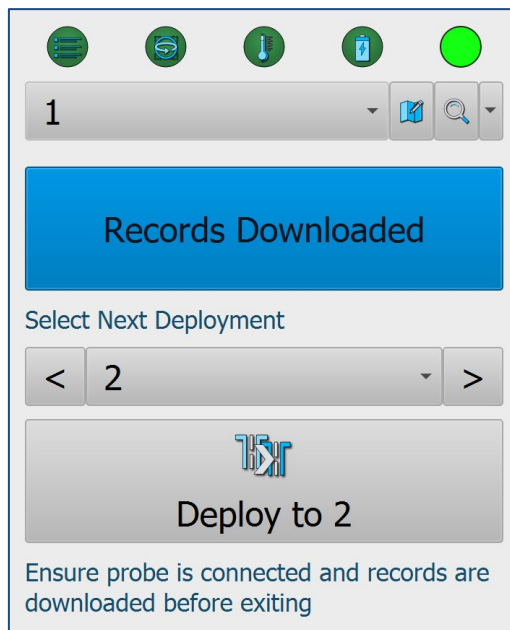 1
Records Downloaded
Select Next Deployment
< 2 >
Deploy to 2
Ensure probe is connected and records are
downloaded before exiting